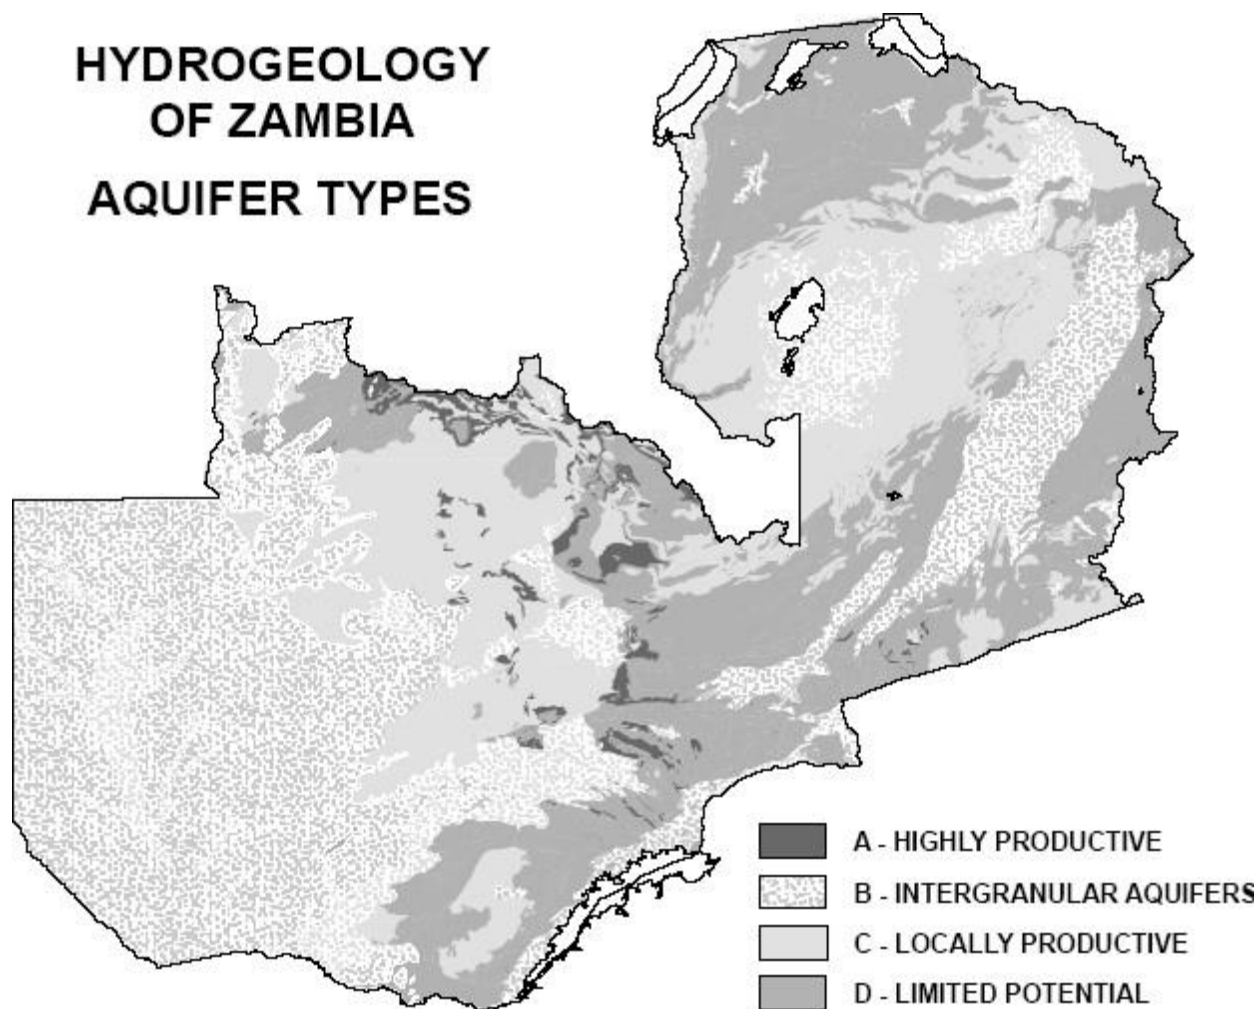 HYDROGEOLOGY
OF ZAMBIA
AQUIFER TYPES
A - HIGHLY PRODUCTIVE
B - INTERGRANULAR AQUIFERS
C - LOCALLY PRODUCTIVE
D - LIMITED POTENTIAL